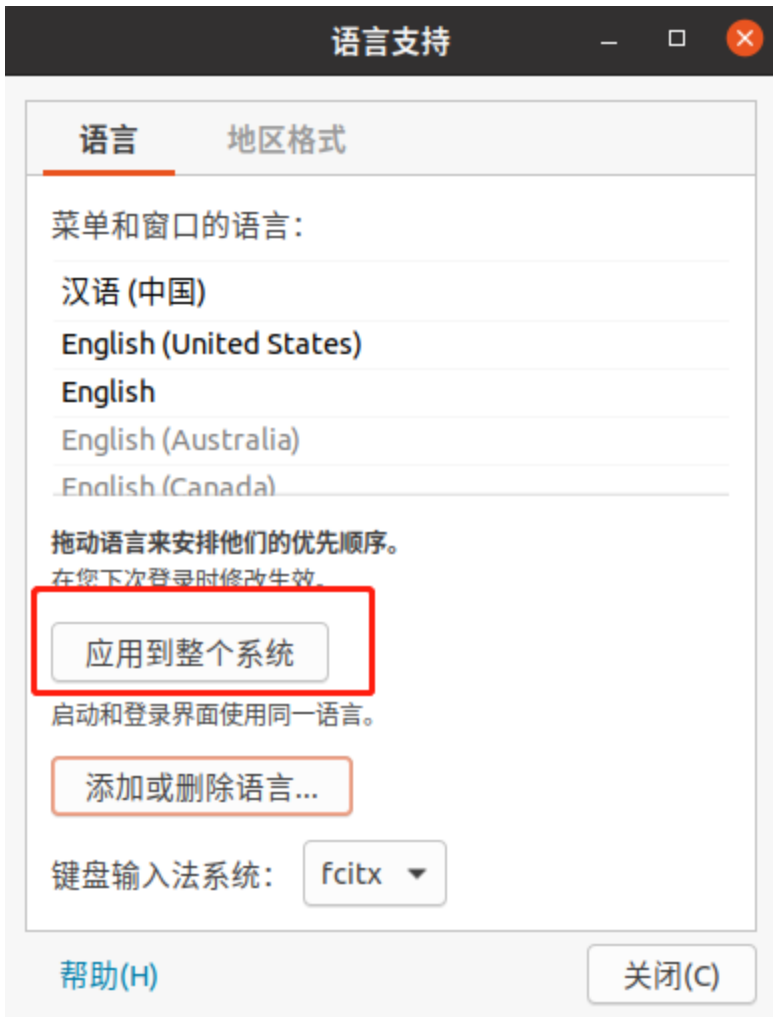 语言支持
语言 地区格式
菜单和窗口的语言：
汉语 (中国)
English (United States)
English
English (Australia)
English (Canada)
拖动语言来安排他们的优先顺序。
在您下次登录时修改生效。
应用到整个系统
启动和登录界面使用同一语言。
添加或删除语言...
键盘输入法系统： fcitx
帮助(H) 关闭(C)